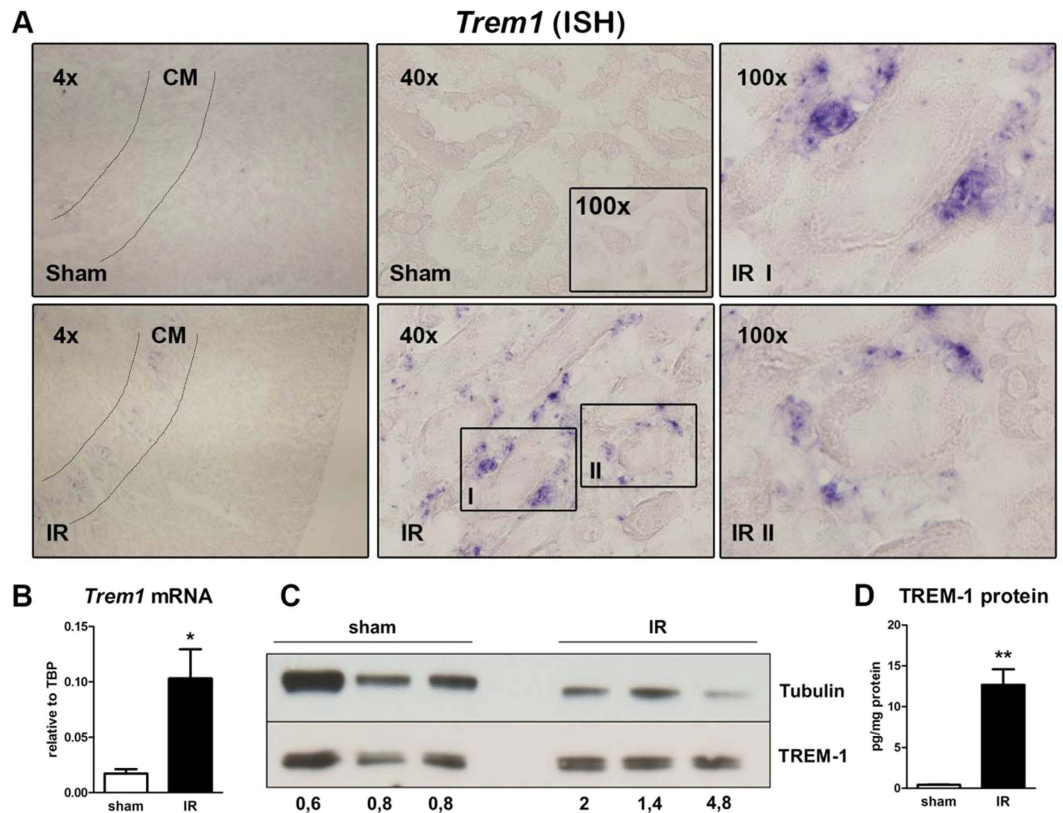 A
Trem1 (ISH)
4x CM
Sham
40x
100x
Sham
100x
IR I
4x CM
IR
40x
I
II
IR
100x
IR II
B
Trem1 mRNA
relative to TBP
0.15
0.10
0.05
0.00
*
sham IR
C
sham IR
Tubulin
TREM-1
0,6 0,8 0,8 2 1,4 4,8
D
TREM-1 protein
pg/mg protein
20
15
10
5
0
**
sham IR